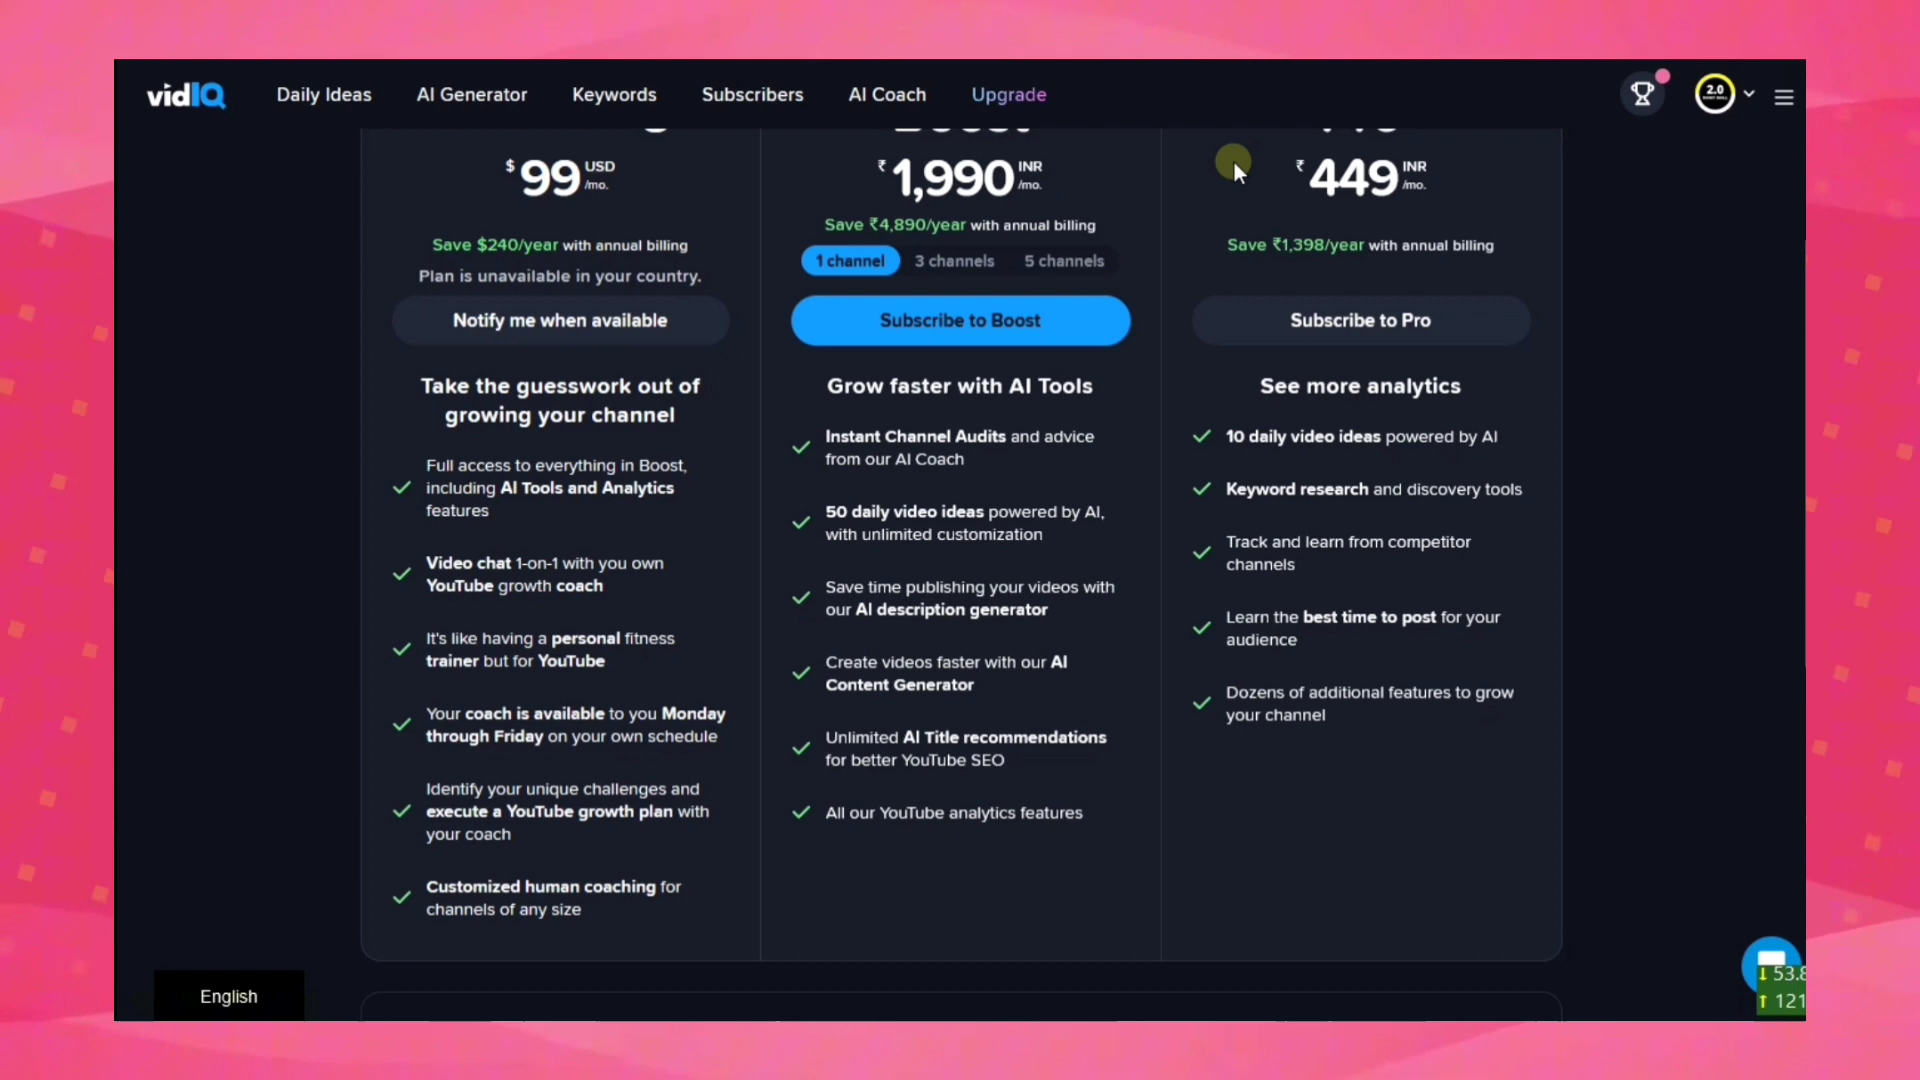 vidIQ
Daily Ideas
AI Generator
Keywords
Subscribers
AI Coach
Upgrade
2.0
$ 99 USD /mo.
Save $240/year with annual billing
Plan is unavailable in your country.
Notify me when available
Take the guesswork out of
growing your channel
Full access to everything in Boost,
including AI Tools and Analytics
features
Video chat 1-on-1 with you own
YouTube growth coach
It's like having a personal fitness
trainer but for YouTube
Your coach is available to you Monday
through Friday on your own schedule
Identify your unique challenges and
execute a YouTube growth plan with
your coach
Customized human coaching for
channels of any size
₹ 1,990 INR /mo.
Save ₹4,890/year with annual billing
1 channel
3 channels
5 channels
Subscribe to Boost
Grow faster with AI Tools
Instant Channel Audits and advice
from our AI Coach
50 daily video ideas powered by AI,
with unlimited customization
Save time publishing your videos with
our AI description generator
Create videos faster with our AI
Content Generator
Unlimited AI Title recommendations
for better YouTube SEO
All our YouTube analytics features
₹ 449 INR /mo.
Save ₹1,398/year with annual billing
Subscribe to Pro
See more analytics
10 daily video ideas powered by AI
Keyword research and discovery tools
Track and learn from competitor
channels
Learn the best time to post for your
audience
Dozens of additional features to grow
your channel
English
↓ 53.8
↑ 121